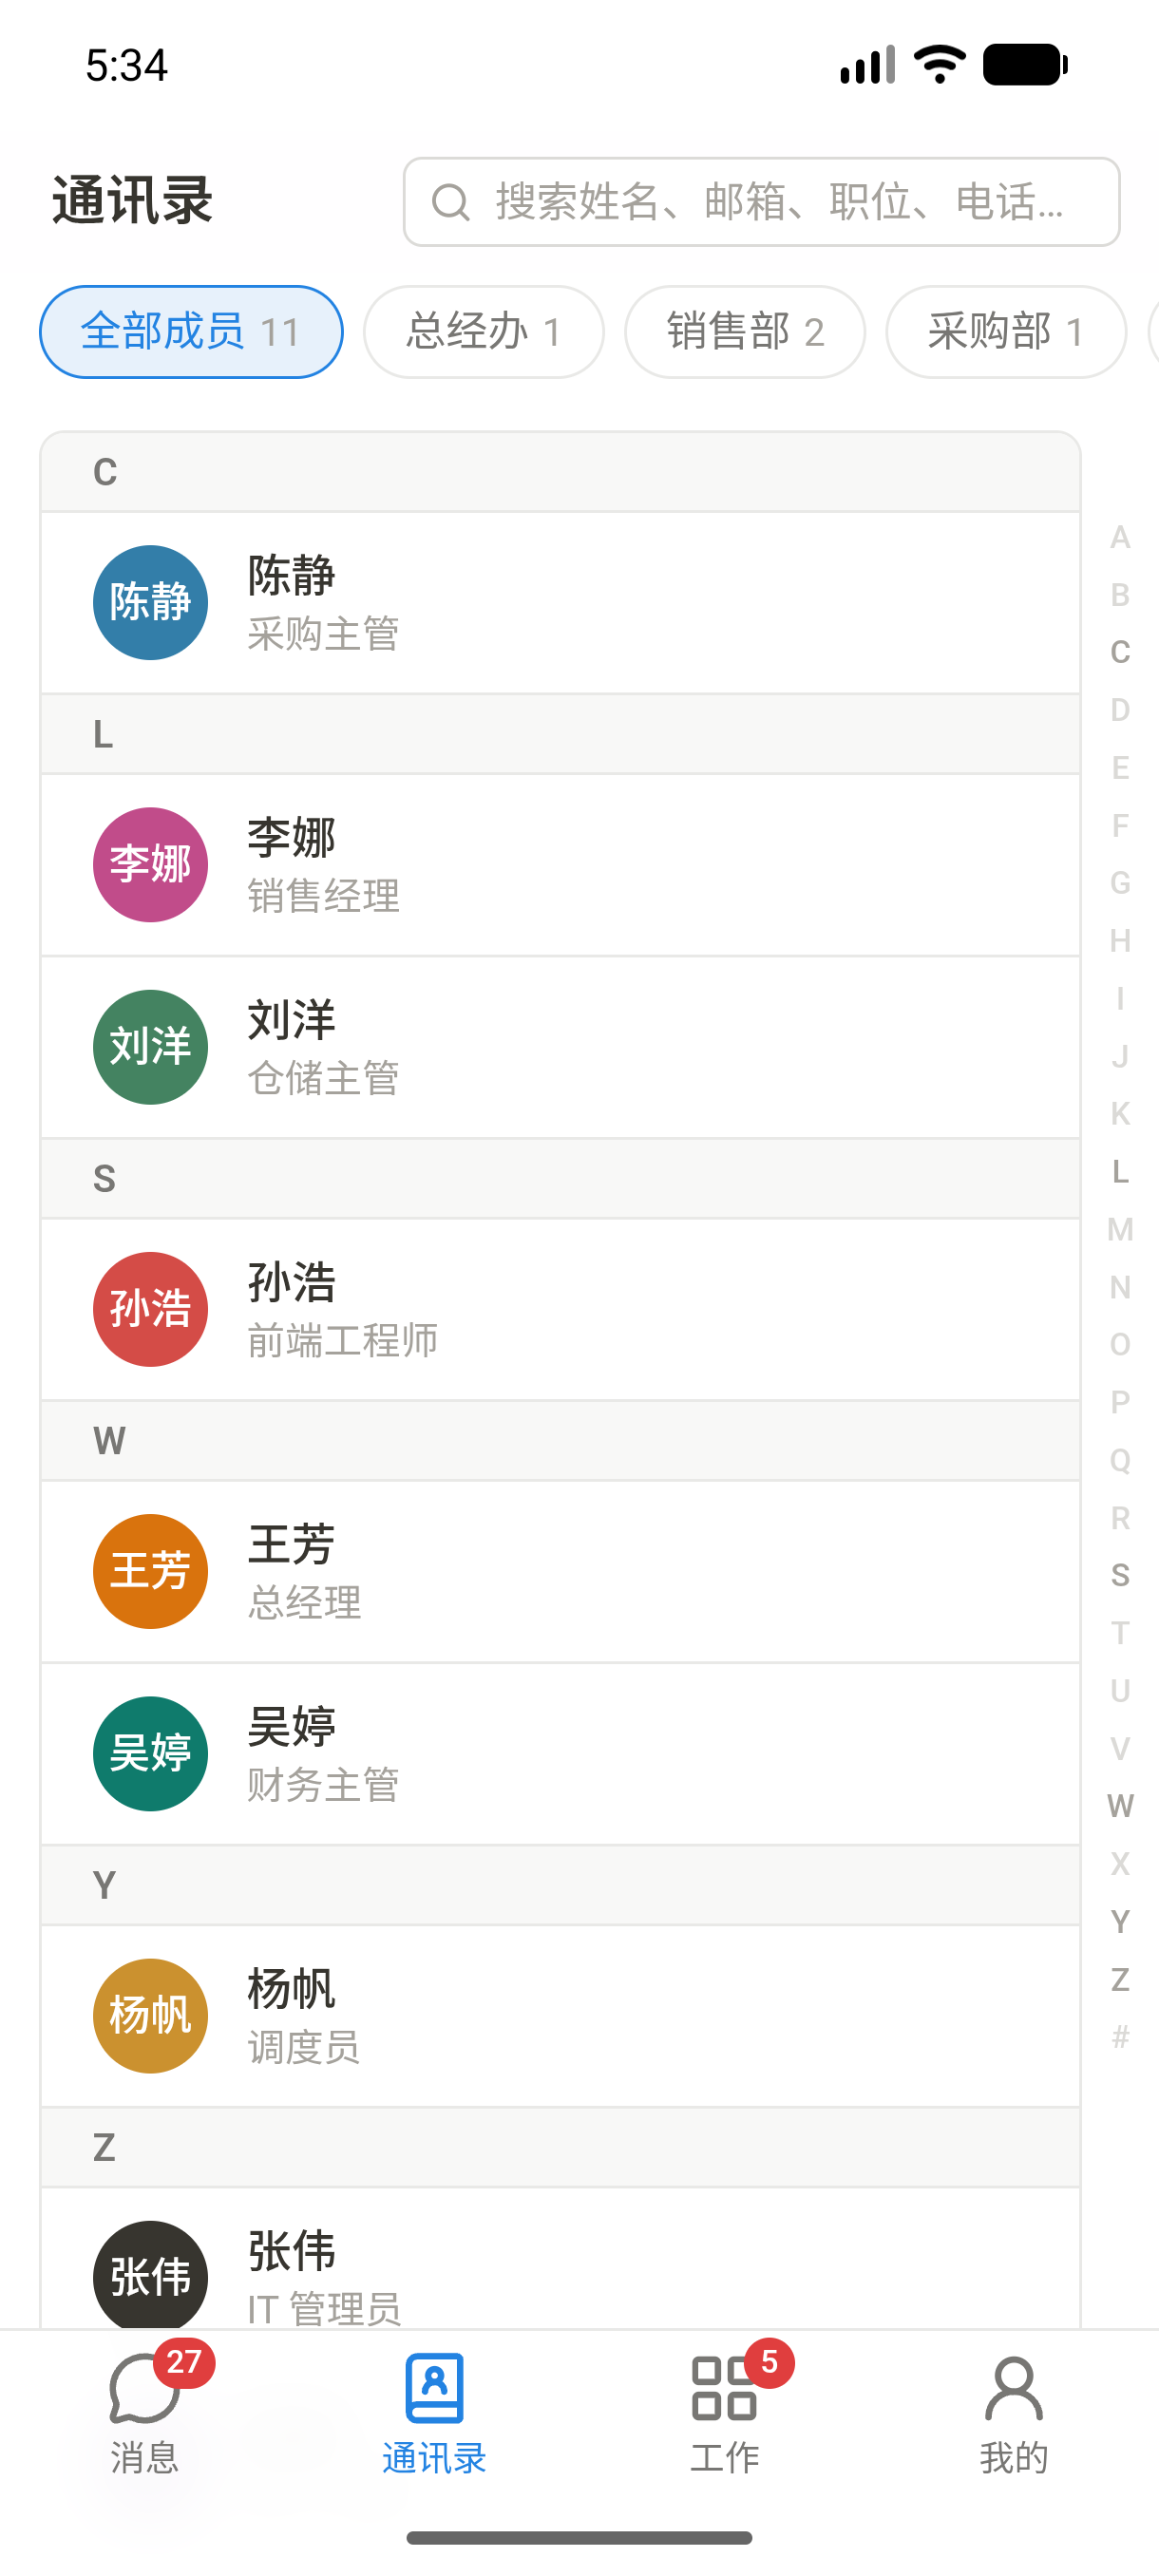 5:34
通讯录
搜索姓名、邮箱、职位、电话...
全部成员 11
总经办 1
销售部 2
采购部 1
C
陈静
陈静
采购主管
L
李娜
李娜
销售经理
刘洋
刘洋
仓储主管
S
孙浩
孙浩
前端工程师
W
王芳
王芳
总经理
吴婷
吴婷
财务主管
Y
杨帆
杨帆
调度员
Z
张伟
张伟
IT 管理员
A
B
C
D
E
F
G
H
I
J
K
L
M
N
O
P
Q
R
S
T
U
V
W
X
Y
Z
#
27
消息
通讯录
5
工作
我的